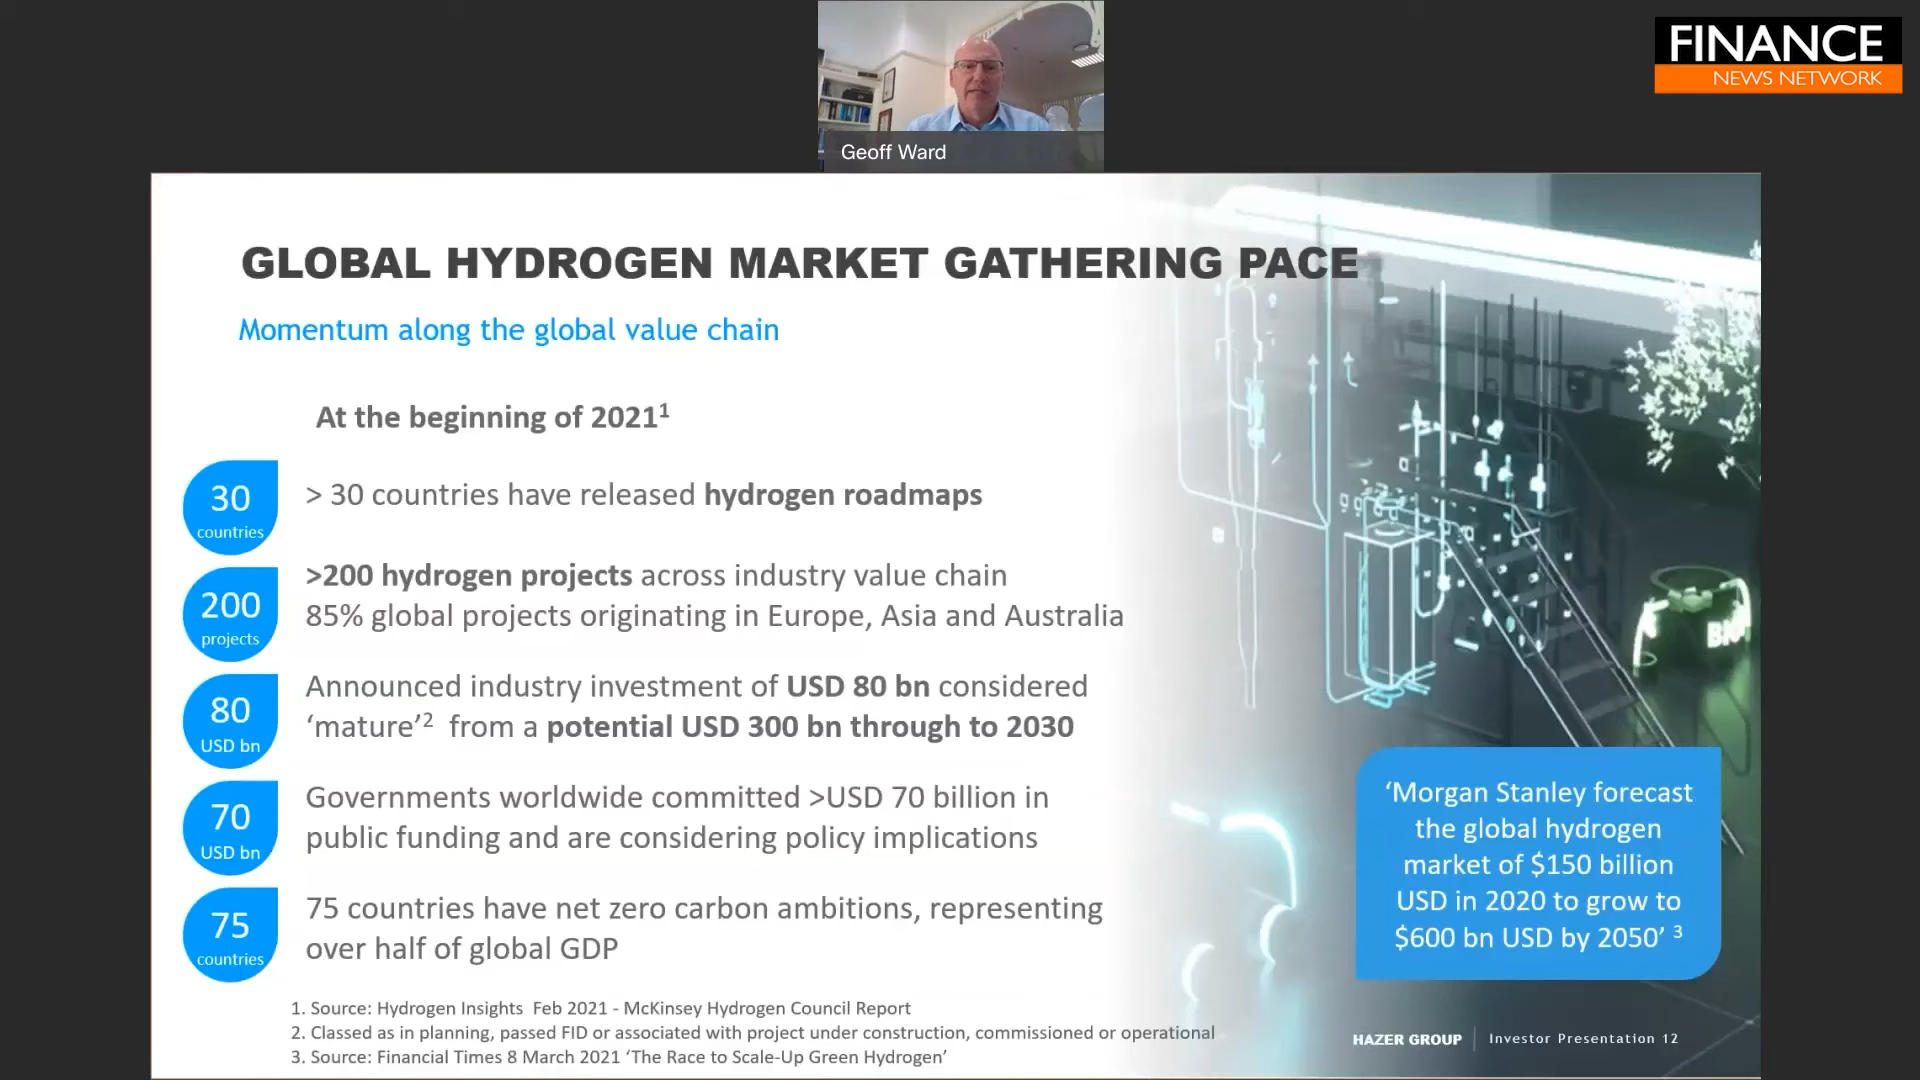 FINANCE
NEWS NETWORK
Geoff Ward
GLOBAL HYDROGEN MARKET GATHERING PACE
Momentum along the global value chain
At the beginning of 2021¹
30
countries
> 30 countries have released hydrogen roadmaps
200
projects
>200 hydrogen projects across industry value chain
85% global projects originating in Europe, Asia and Australia
80
USD bn
Announced industry investment of USD 80 bn considered
‘mature’² from a potential USD 300 bn through to 2030
70
USD bn
Governments worldwide committed >USD 70 billion in
public funding and are considering policy implications
75
countries
75 countries have net zero carbon ambitions, representing
over half of global GDP
‘Morgan Stanley forecast
the global hydrogen
market of $150 billion
USD in 2020 to grow to
$600 bn USD by 2050’ ³
1. Source: Hydrogen Insights Feb 2021 - McKinsey Hydrogen Council Report
2. Classed as in planning, passed FID or associated with project under construction, commissioned or operational
3. Source: Financial Times 8 March 2021 ‘The Race to Scale-Up Green Hydrogen’
HAZER GROUP | Investor Presentation 12